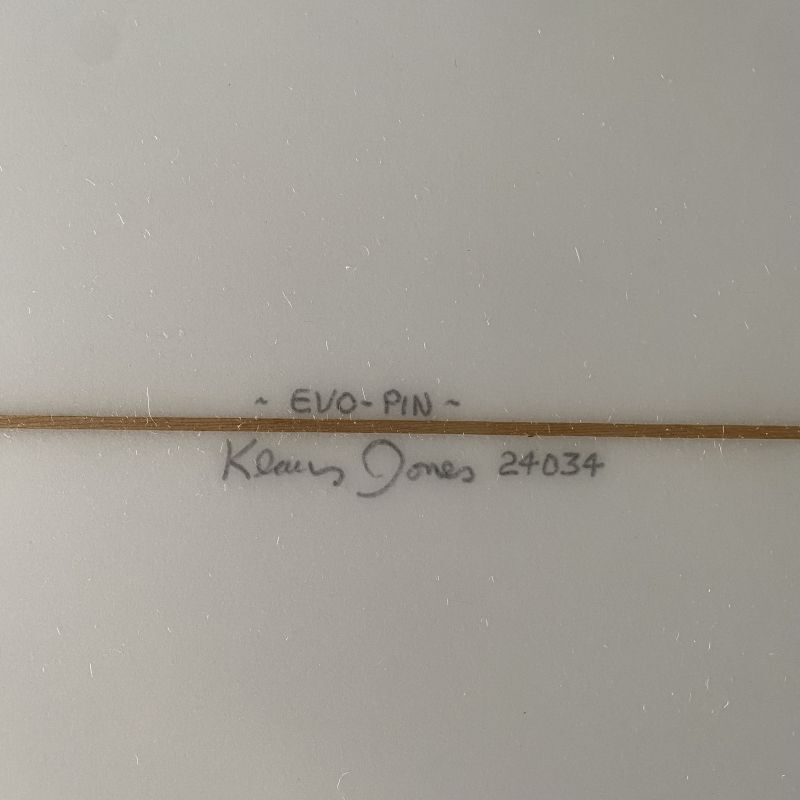 ~ EVO-PIN ~
Klaus Jones 24034